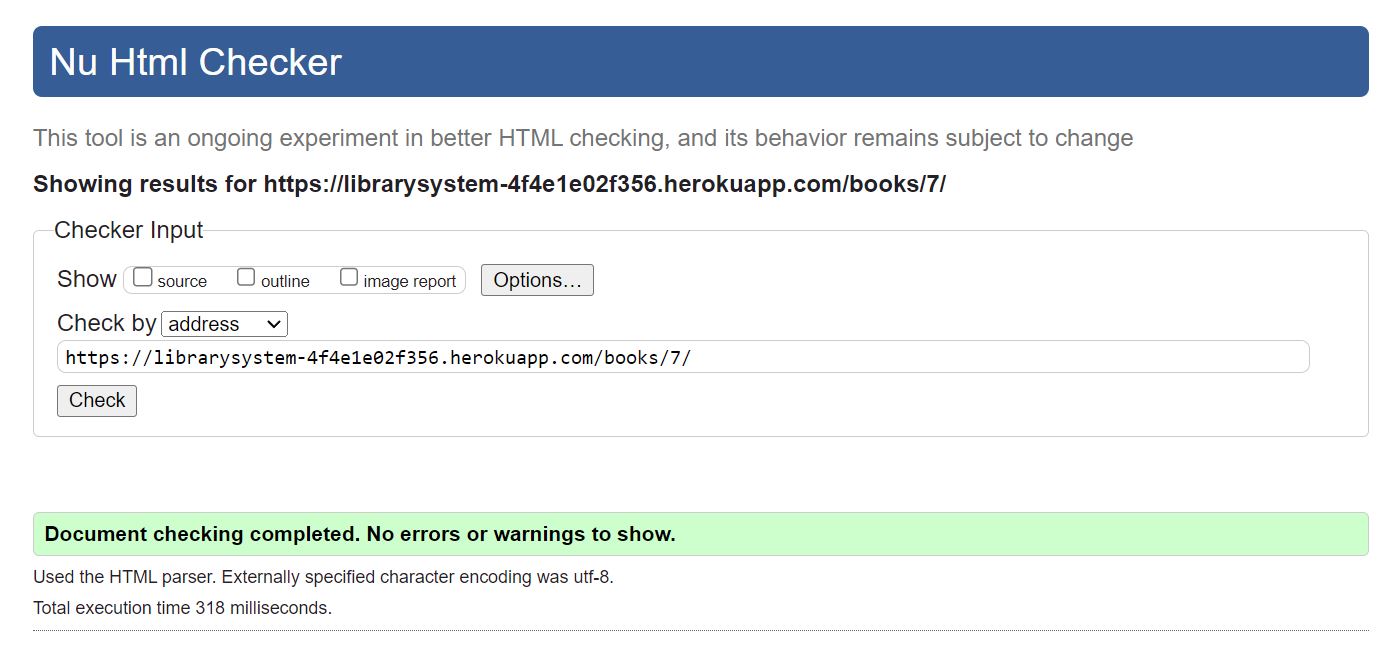 Nu Html Checker
This tool is an ongoing experiment in better HTML checking, and its behavior remains subject to change
Showing results for https://librarysystem-4f4e1e02f356.herokuapp.com/books/7/
Checker Input
Show source outline image report Options...
Check by address
https://librarysystem-4f4e1e02f356.herokuapp.com/books/7/
Check
Document checking completed. No errors or warnings to show.
Used the HTML parser. Externally specified character encoding was utf-8.
Total execution time 318 milliseconds.